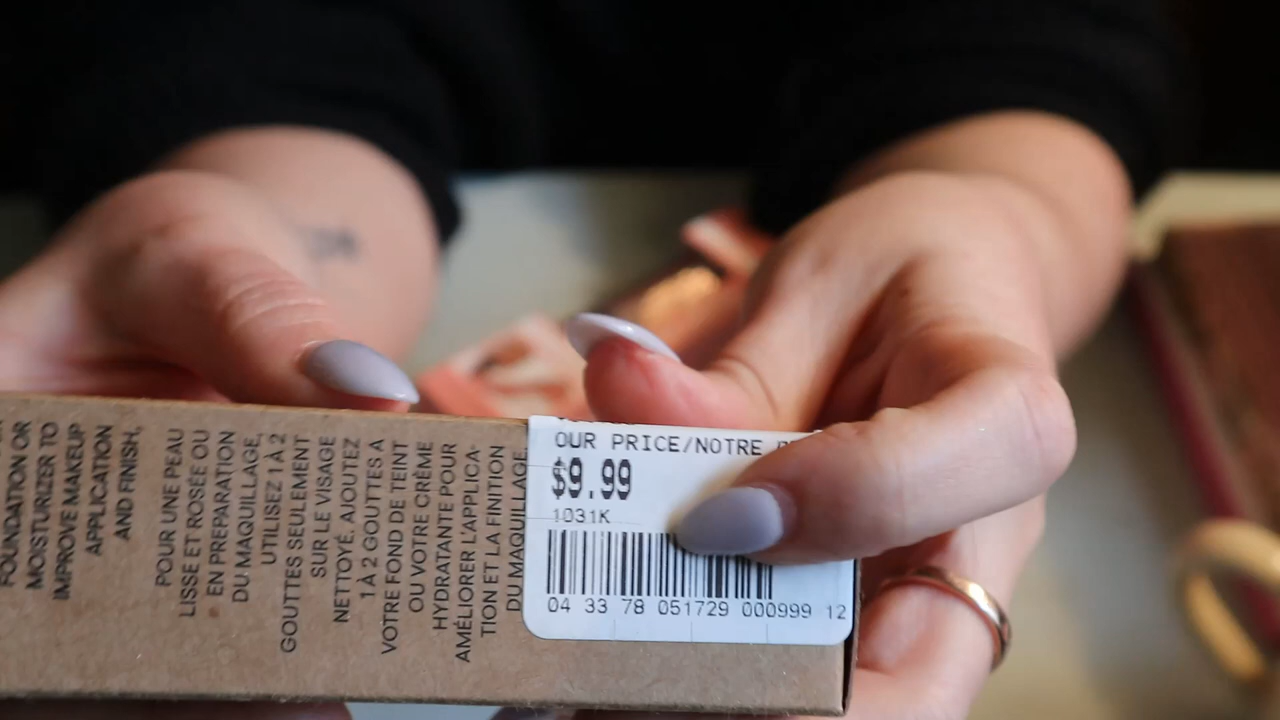 FOUNDATION OR
MOISTURIZER TO
IMPROVE MAKEUP
APPLICATION
AND FINISH,
POUR UNE PEAU
LISSE ET ROSÉE OU
EN PRÉPARATION
DU MAQUILLAGE,
UTILISEZ 1 À 2
GOUTTES SEULEMENT
SUR LE VISAGE
NETTOYÉ, AJOUTEZ
1 À 2 GOUTTES A
VOTRE FOND DE TEINT
OU VOTRE CRÈME
HYDRATANTE POUR
AMÉLIORER L'APPLICA-
TION ET LA FINITION
DU MAQUILLAGE.
OUR PRICE/NOTRE
$9.99
1031K
04 33 78 051729 000999 12